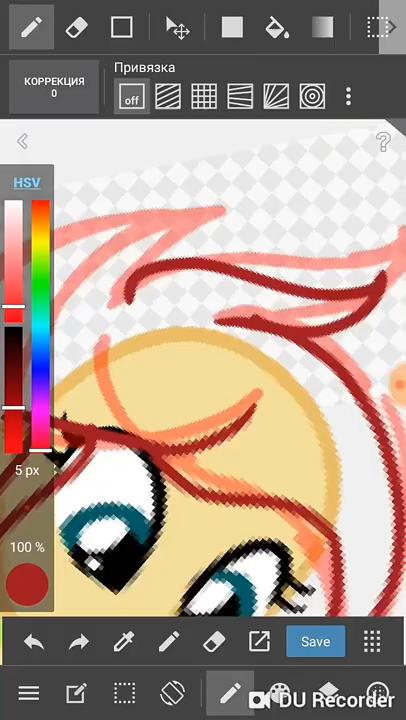 Привязка
КОРРЕКЦИЯ
0
off
HSV
5 px
100 %
Save
DU Recorder